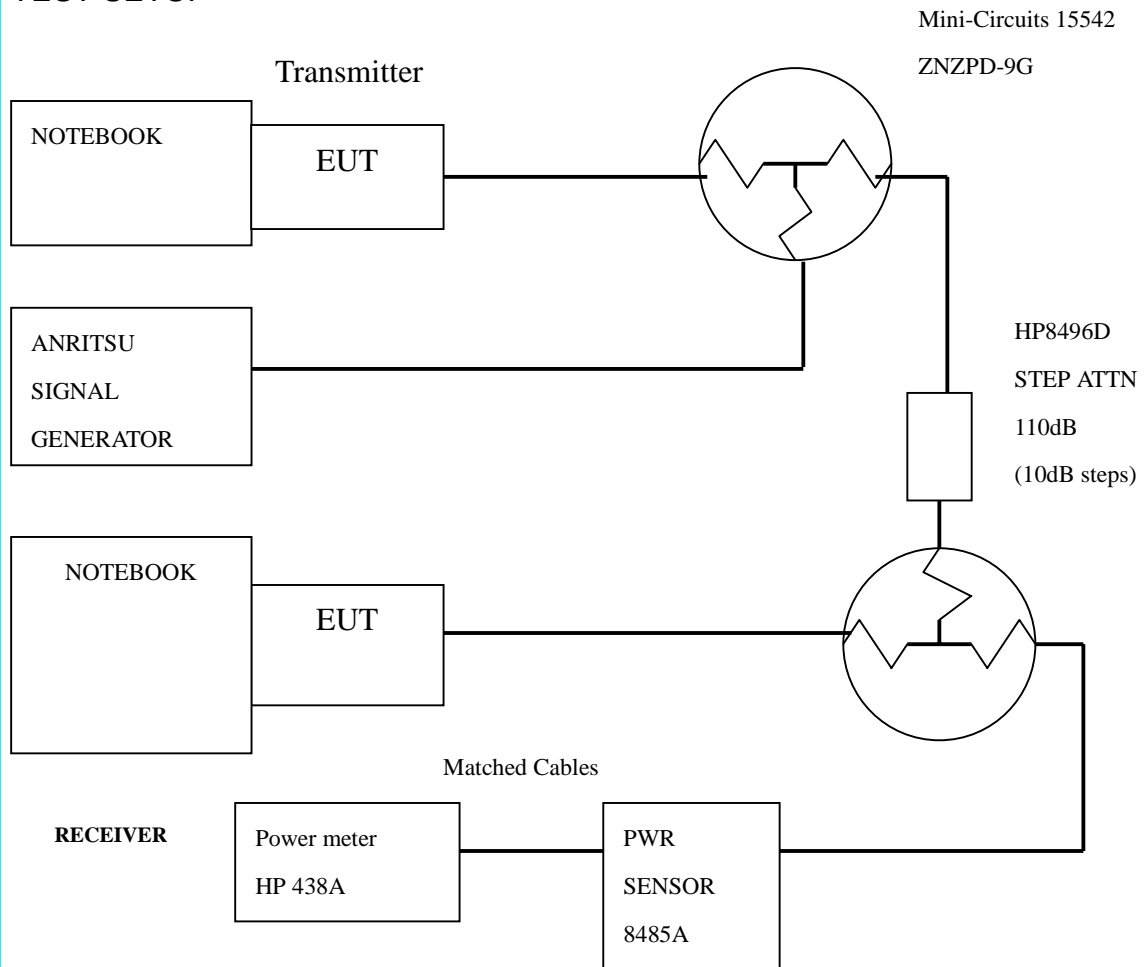 Mini-Circuits 15542
ZNZPD-9G
Transmitter
NOTEBOOK
EUT
ANRITSU
SIGNAL
GENERATOR
HP8496D
STEP ATTN
110dB
(10dB steps)
NOTEBOOK
EUT
Matched Cables
RECEIVER
Power meter
HP 438A
PWR
SENSOR
8485A